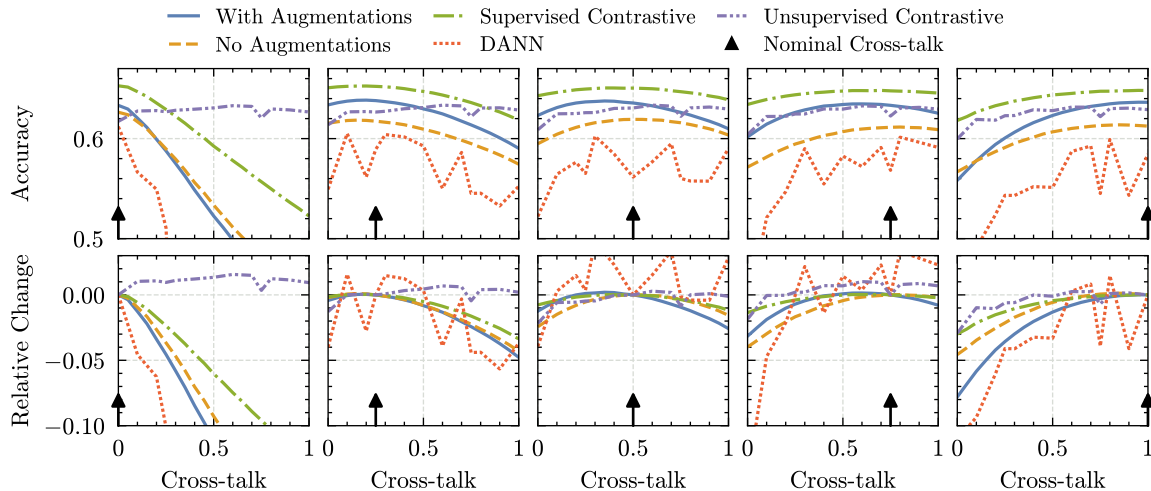 With Augmentations Supervised Contrastive Unsupervised Contrastive
No Augmentations DANN Nominal Cross-talk
Accuracy
0.6
0.5
Relative Change
0.00
−0.05
−0.10
0 0.5 1 0 0.5 1 0 0.5 1 0 0.5 1 0 0.5 1
Cross-talk Cross-talk Cross-talk Cross-talk Cross-talk